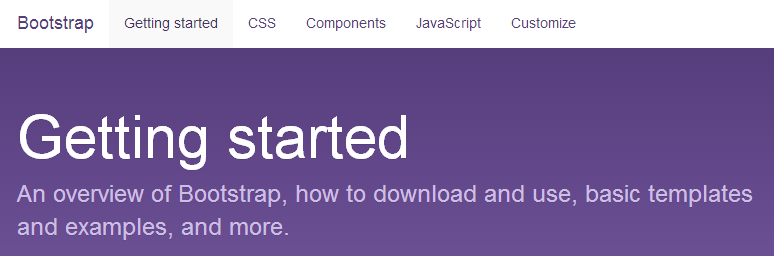 Bootstrap Getting started CSS Components JavaScript Customize
Getting started
An overview of Bootstrap, how to download and use, basic templates
and examples, and more.